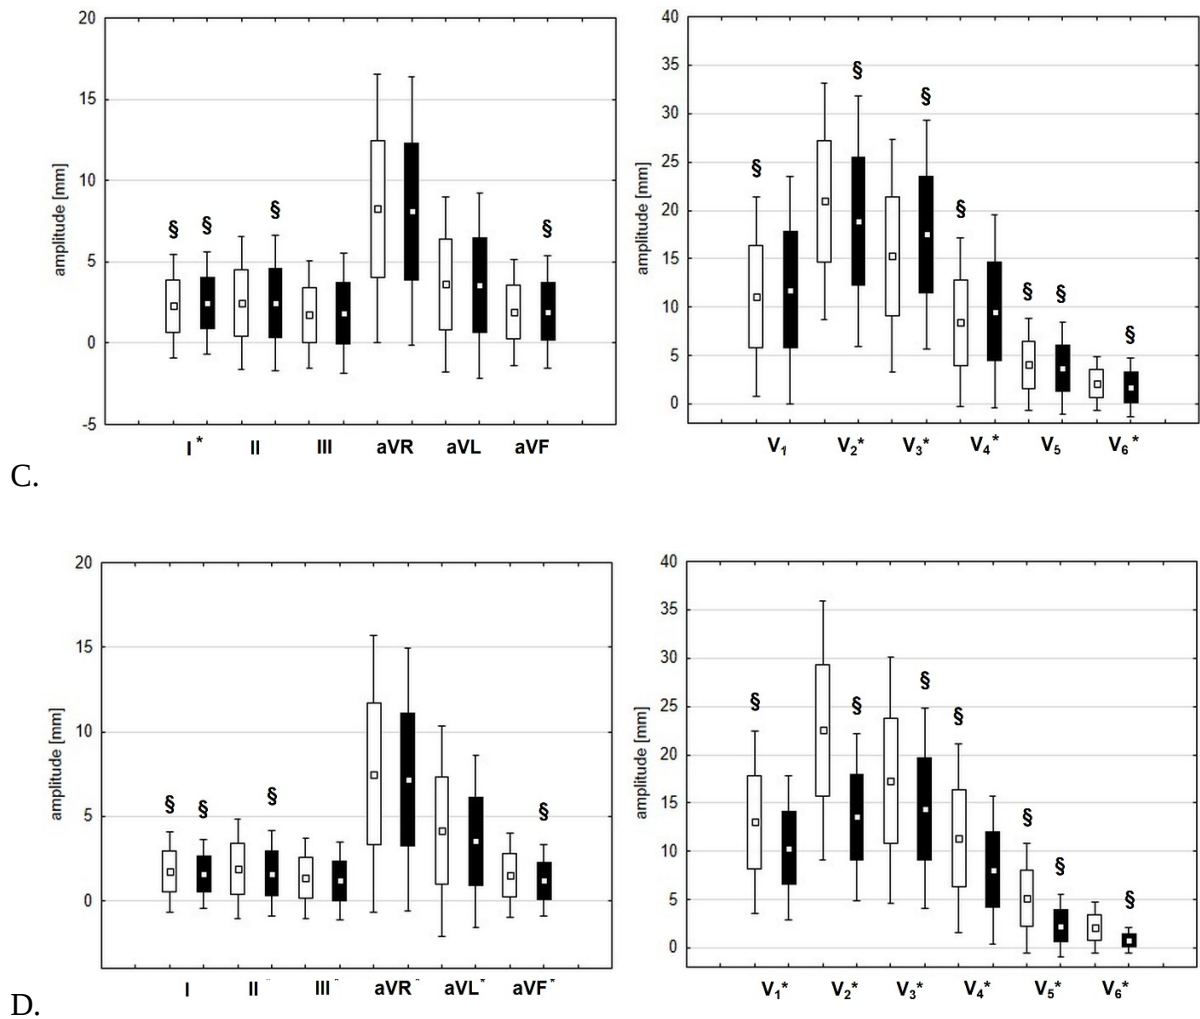 20
15
10
5
0
-5
amplitude [mm]
§ § § §
I* II III aVR aVL aVF
40
35
30
25
20
15
10
5
0
amplitude [mm]
§ § § § § § §
V1 V2* V3* V4* V5 V6*
C.
20
15
10
5
0
amplitude [mm]
§ § § §
I II* III* aVR* aVL* aVF*
40
35
30
25
20
15
10
5
0
amplitude [mm]
§ § § § § § §
V1* V2* V3* V4* V5* V6*
D.